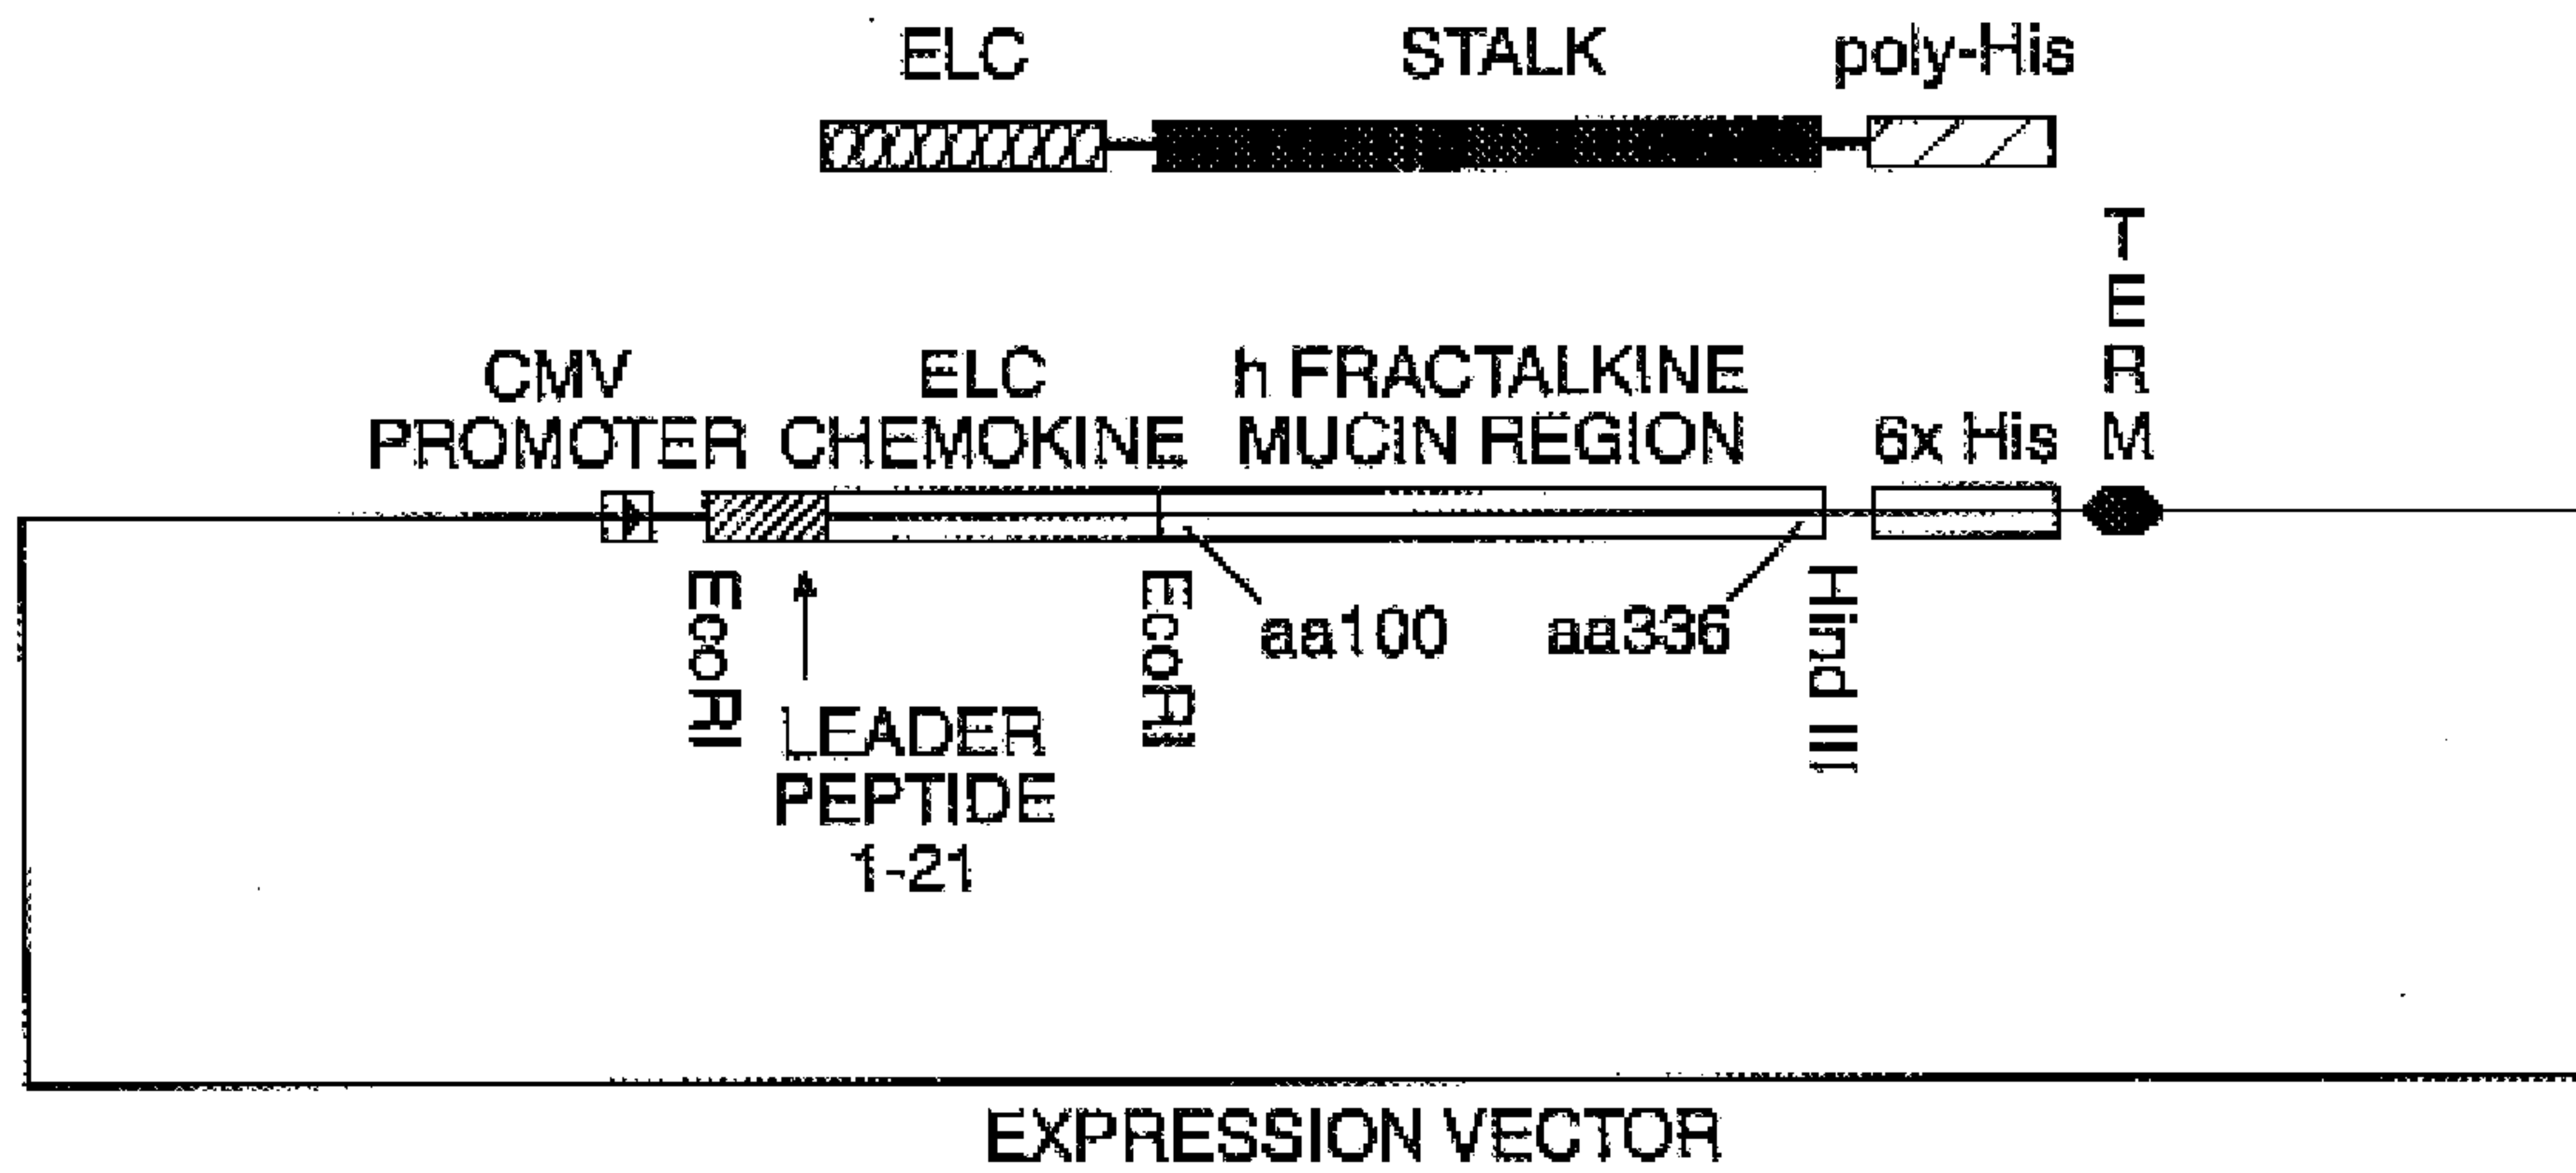 ELC
STALK
poly-His
TERM
CMV
PROMOTER
ELC
CHEMOKINE
h FRACTALKINE
MUCIN REGION
6x His
EcoRI
EcoRI
aa100
aa336
Hind III
LEADER
PEPTIDE
1-21
EXPRESSION VECTOR